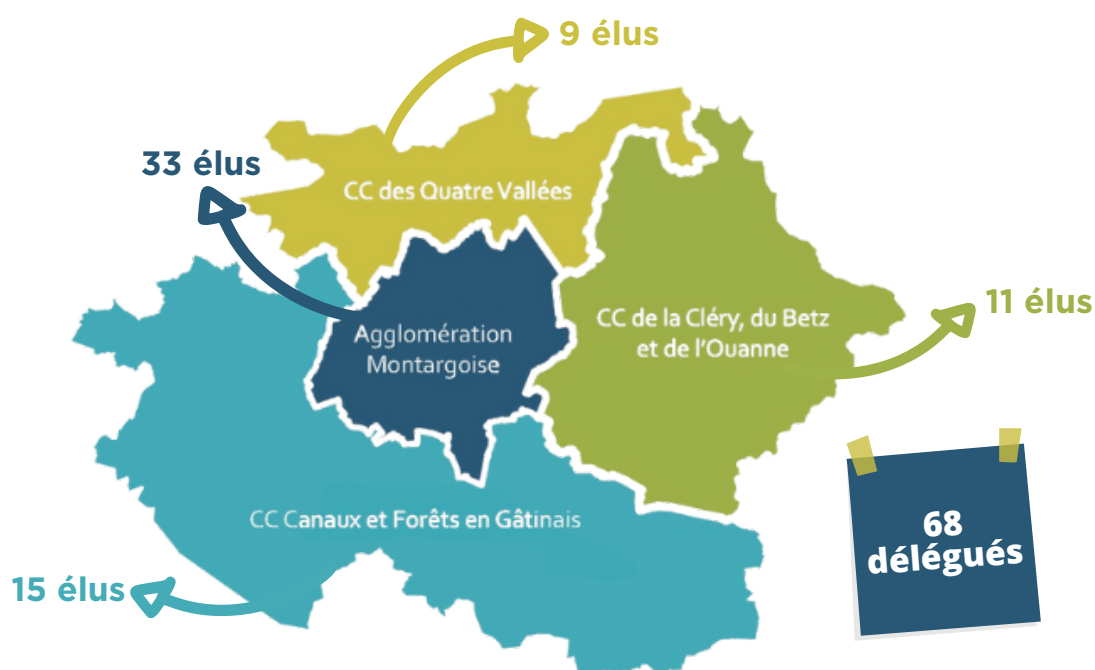 9 élus
33 élus
CC des Quatre Vallées
11 élus
CC de la Cléry, du Betz
et de l'Ouanne
Agglomération
Montargoise
68
délégués
CC Canaux et Forêts en Gâtinais
15 élus